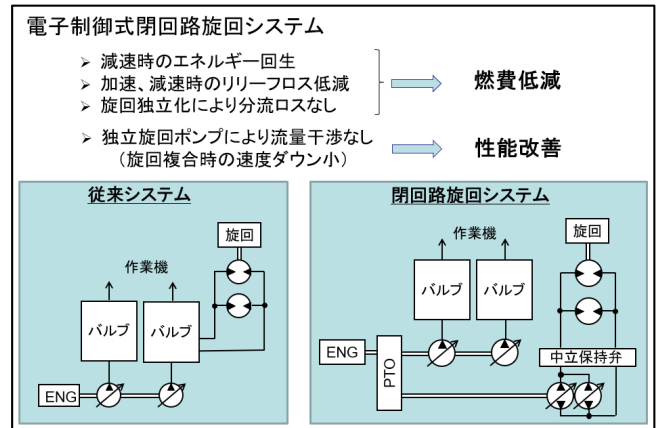 電子制御式閉回路旋回システム
➢ 減速時のエネルギー回生
➢ 加速、減速時のリリーフロス低減
➢ 旋回独立化により分流ロスなし
燃費低減
➢ 独立旋回ポンプにより流量干渉なし
（旋回複合時の速度ダウン小）
性能改善
従来システム
旋回
作業機
バルブ
バルブ
ENG
閉回路旋回システム
旋回
作業機
バルブ
バルブ
ENG
PTO
中立保持弁